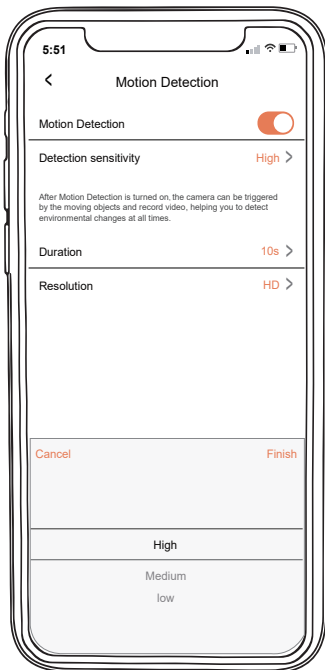 5:51
Motion Detection
Motion Detection
Detection sensitivity High
After Motion Detection is turned on, the camera can be triggered
by the moving objects and record video, helping you to detect
environmental changes at all times.
Duration 10s
Resolution HD
Cancel Finish
High
Medium
low